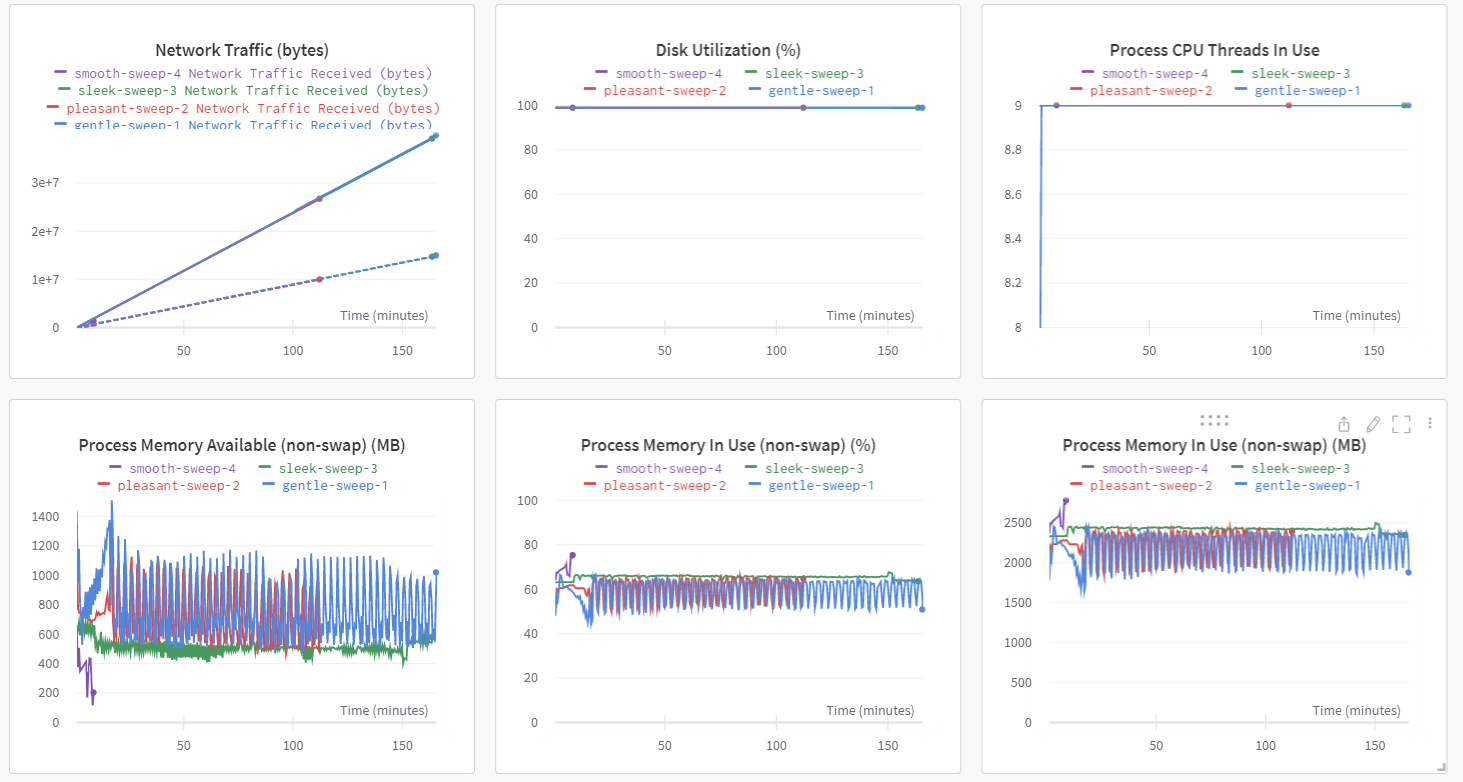 Network Traffic (bytes)
smooth-sweep-4 Network Traffic Received (bytes)
sleek-sweep-3 Network Traffic Received (bytes)
pleasant-sweep-2 Network Traffic Received (bytes)
gentle-sweep-1 Network Traffic Received (bytes)
3e+7
2e+7
1e+7
0
Time (minutes)
50 100 150
Disk Utilization (%)
smooth-sweep-4 sleek-sweep-3
pleasant-sweep-2 gentle-sweep-1
100
80
60
40
20
0
Time (minutes)
50 100 150
Process CPU Threads In Use
smooth-sweep-4 sleek-sweep-3
pleasant-sweep-2 gentle-sweep-1
9
8.8
8.6
8.4
8.2
8
Time (minutes)
50 100 150
Process Memory Available (non-swap) (MB)
smooth-sweep-4 sleek-sweep-3
pleasant-sweep-2 gentle-sweep-1
1400
1200
1000
800
600
400
200
0
Time (minutes)
50 100 150
Process Memory In Use (non-swap) (%)
smooth-sweep-4 sleek-sweep-3
pleasant-sweep-2 gentle-sweep-1
100
80
60
40
20
0
Time (minutes)
50 100 150
Process Memory In Use (non-swap) (MB)
smooth-sweep-4 sleek-sweep-3
pleasant-sweep-2 gentle-sweep-1
2500
2000
1500
1000
500
0
Time (minutes)
50 100 150